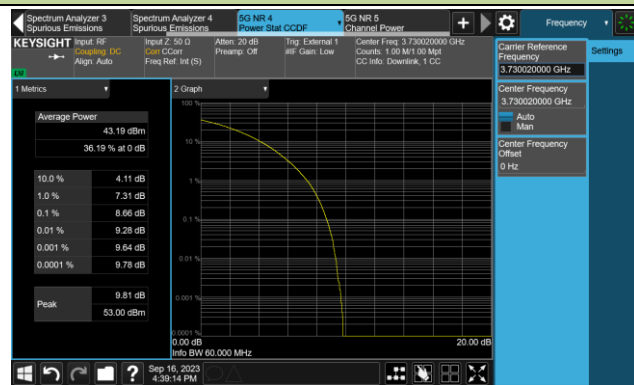 Spectrum Analyzer 3
Spurious Emissions
Spectrum Analyzer 4
Spurious Emissions
5G NR 4
Power Stat CCDF
5G NR 5
Channel Power
Frequency
KEYSIGHT
Input: RF
Coupling: DC
Align: Auto
Input Z: 50 Ω
Corr CCorr
Freq Ref: Int (S)
Atten: 20 dB
Preamp: Off
Trig: External 1
#IF Gain: Low
Center Freq: 3.730020000 GHz
Counts: 1.00 M/1.00 Mpt
CC Info: Downlink, 1 CC
1 Metrics
Average Power
43.19 dBm
36.19 % at 0 dB
10.0 % 4.11 dB
1.0 % 7.31 dB
0.1 % 8.66 dB
0.01 % 9.28 dB
0.001 % 9.64 dB
0.0001 % 9.78 dB
Peak
9.81 dB
53.00 dBm
2 Graph
100 %
10 %
1 %
0.1 %
0.01 %
0.001 %
0.0001 %
0.00 dB
20.00 dB
Info BW 60.000 MHz
Carrier Reference
Frequency
3.730020000 GHz
Center Frequency
3.730020000 GHz
Auto
Man
Center Frequency
Offset
0 Hz
Settings
Sep 16, 2023
4:39:14 PM